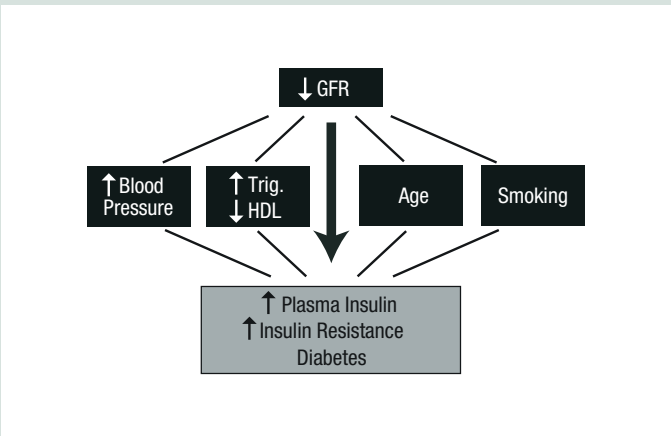 ↓ GFR
↑ Blood
Pressure
↑ Trig.
↓ HDL
Age
Smoking
↑ Plasma Insulin
↑ Insulin Resistance
Diabetes